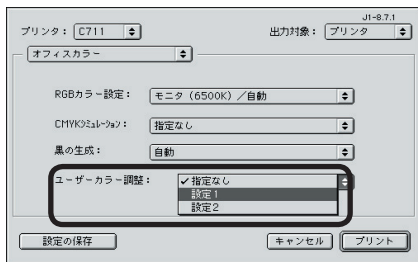 J1-8.7.1
プリンタ： C711 出力対象： プリンタ
オフィスカラー
RGBカラー設定： モニタ（6500K）／自動
CMYKｼﾐｭﾚｰｼｮﾝ： 指定なし
黒の生成： 自動
ユーザーカラー調整： ✓指定なし
設定1
設定2
設定の保存 キャンセル プリント